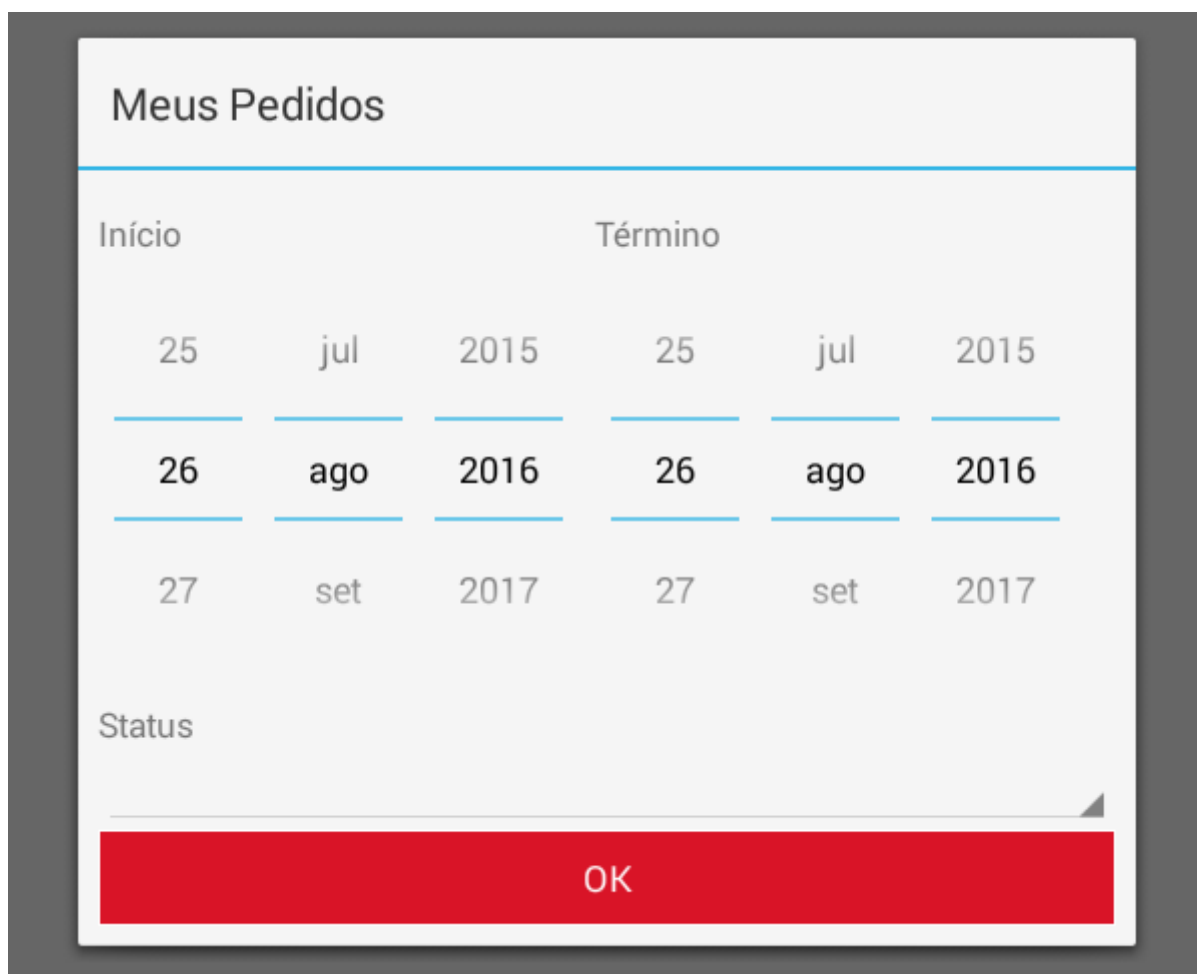 Meus Pedidos
Início Término
25 jul 2015 25 jul 2015
26 ago 2016 26 ago 2016
27 set 2017 27 set 2017
Status
OK